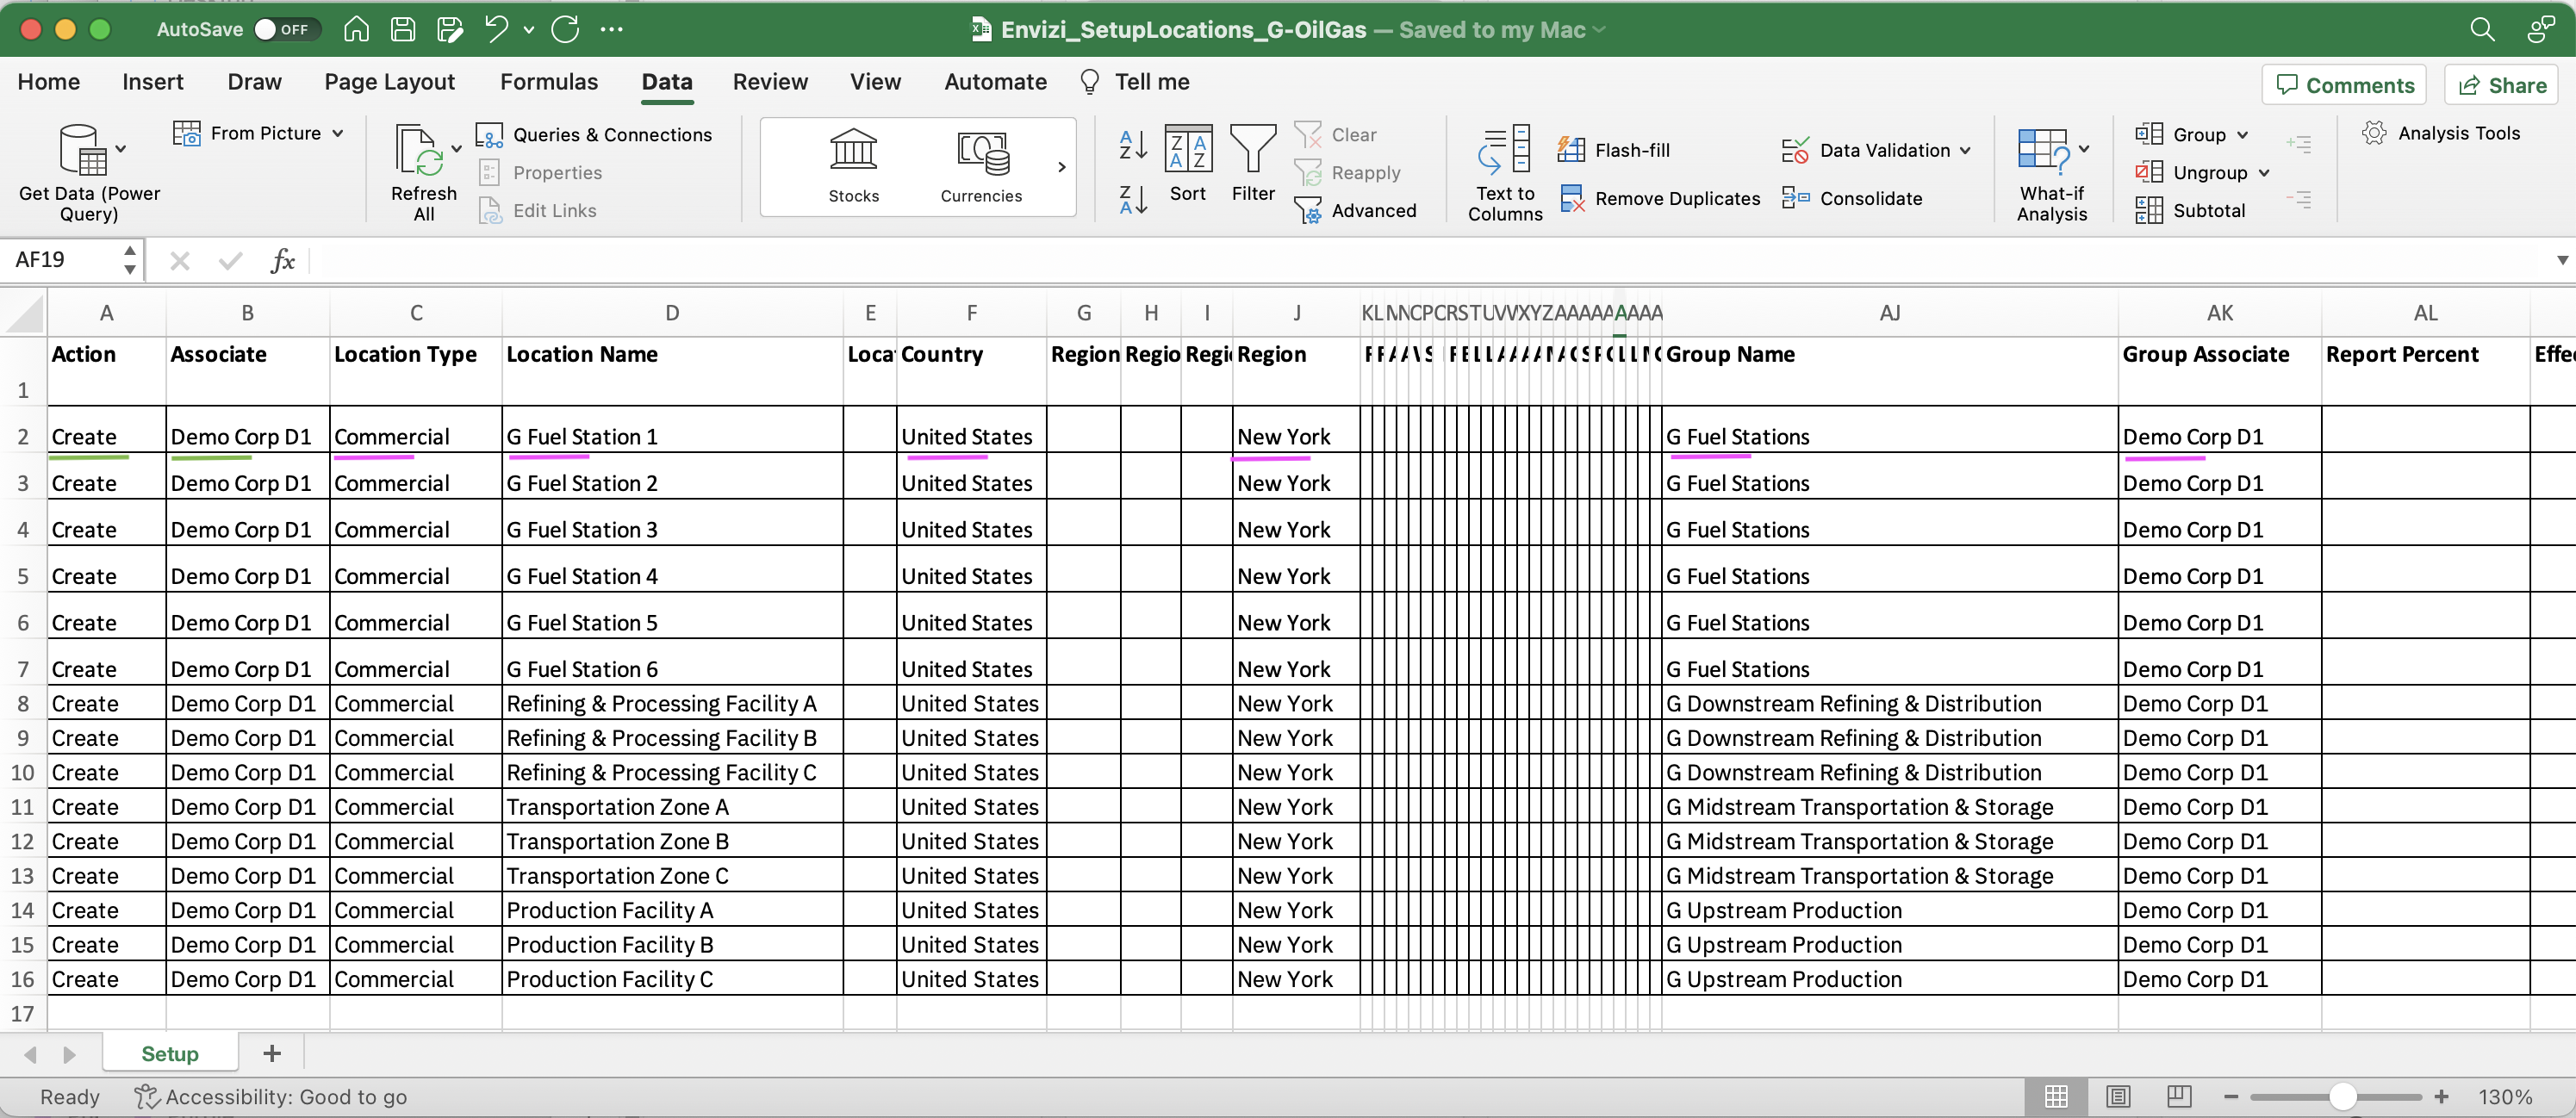 AutoSave OFF Envizi_SetupLocations_G-OilGas — Saved to my Mac
Home Insert Draw Page Layout Formulas Data Review View Automate Tell me Comments Share
Get Data (Power Query)
From Picture
Refresh All
Queries & Connections
Properties
Edit Links
Stocks
Currencies
Sort
Filter
Clear
Reapply
Advanced
Text to Columns
Flash-fill
Remove Duplicates
Data Validation
Consolidate
What-if Analysis
Group
Ungroup
Subtotal
Analysis Tools
AF19 fx
A B C D E F G H I J AJ AK AL
1 Action Associate Location Type Location Name Country Region Region Group Name Group Associate Report Percent
2 Create Demo Corp D1 Commercial G Fuel Station 1 United States New York G Fuel Stations Demo Corp D1
3 Create Demo Corp D1 Commercial G Fuel Station 2 United States New York G Fuel Stations Demo Corp D1
4 Create Demo Corp D1 Commercial G Fuel Station 3 United States New York G Fuel Stations Demo Corp D1
5 Create Demo Corp D1 Commercial G Fuel Station 4 United States New York G Fuel Stations Demo Corp D1
6 Create Demo Corp D1 Commercial G Fuel Station 5 United States New York G Fuel Stations Demo Corp D1
7 Create Demo Corp D1 Commercial G Fuel Station 6 United States New York G Fuel Stations Demo Corp D1
8 Create Demo Corp D1 Commercial Refining & Processing Facility A United States New York G Downstream Refining & Distribution Demo Corp D1
9 Create Demo Corp D1 Commercial Refining & Processing Facility B United States New York G Downstream Refining & Distribution Demo Corp D1
10 Create Demo Corp D1 Commercial Refining & Processing Facility C United States New York G Downstream Refining & Distribution Demo Corp D1
11 Create Demo Corp D1 Commercial Transportation Zone A United States New York G Midstream Transportation & Storage Demo Corp D1
12 Create Demo Corp D1 Commercial Transportation Zone B United States New York G Midstream Transportation & Storage Demo Corp D1
13 Create Demo Corp D1 Commercial Transportation Zone C United States New York G Midstream Transportation & Storage Demo Corp D1
14 Create Demo Corp D1 Commercial Production Facility A United States New York G Upstream Production Demo Corp D1
15 Create Demo Corp D1 Commercial Production Facility B United States New York G Upstream Production Demo Corp D1
16 Create Demo Corp D1 Commercial Production Facility C United States New York G Upstream Production Demo Corp D1
17
Setup +
Ready Accessibility: Good to go 130%